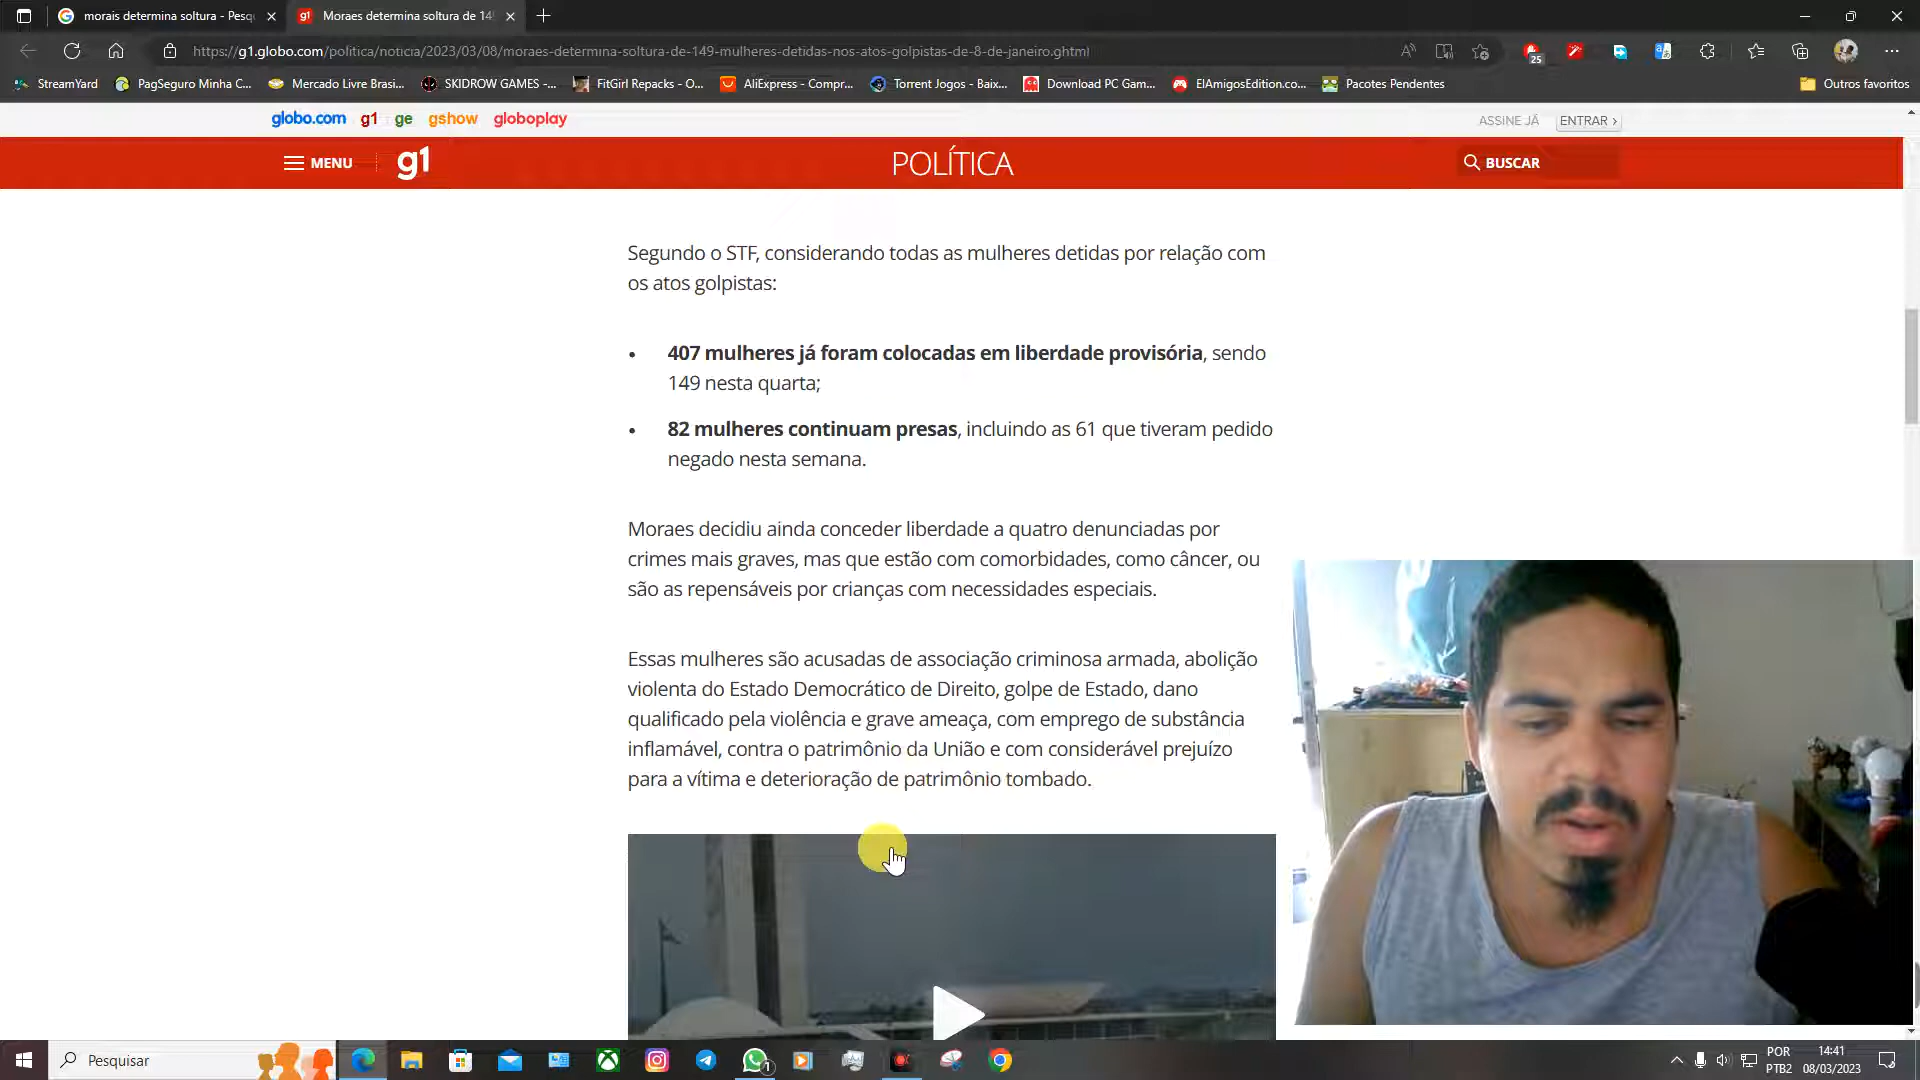 morais determina soltura - Pesqu
Moraes determina soltura de 149
https://g1.globo.com/politica/noticia/2023/03/08/moraes-determina-soltura-de-149-mulheres-detidas-nos-atos-golpistas-de-8-de-janeiro.ghtml
25
StreamYard
PagSeguro Minha C...
Mercado Livre Brasi...
SKIDROW GAMES -...
FitGirl Repacks - O...
AliExpress - Compr...
Torrent Jogos - Baix...
Download PC Gam...
ElAmigosEdition.co...
Pacotes Pendentes
Outros favoritos
globo.com g1 ge gshow globoplay
ASSINE JÁ ENTRAR ›
MENU g1 POLÍTICA BUSCAR
Segundo o STF, considerando todas as mulheres detidas por relação com
os atos golpistas:
• 407 mulheres já foram colocadas em liberdade provisória, sendo
149 nesta quarta;
• 82 mulheres continuam presas, incluindo as 61 que tiveram pedido
negado nesta semana.
Moraes decidiu ainda conceder liberdade a quatro denunciadas por
crimes mais graves, mas que estão com comorbidades, como câncer, ou
são as repensáveis por crianças com necessidades especiais.
Essas mulheres são acusadas de associação criminosa armada, abolição
violenta do Estado Democrático de Direito, golpe de Estado, dano
qualificado pela violência e grave ameaça, com emprego de substância
inflamável, contra o patrimônio da União e com considerável prejuízo
para a vítima e deterioração de patrimônio tombado.
Pesquisar
1
POR
PTB2
14:41
08/03/2023